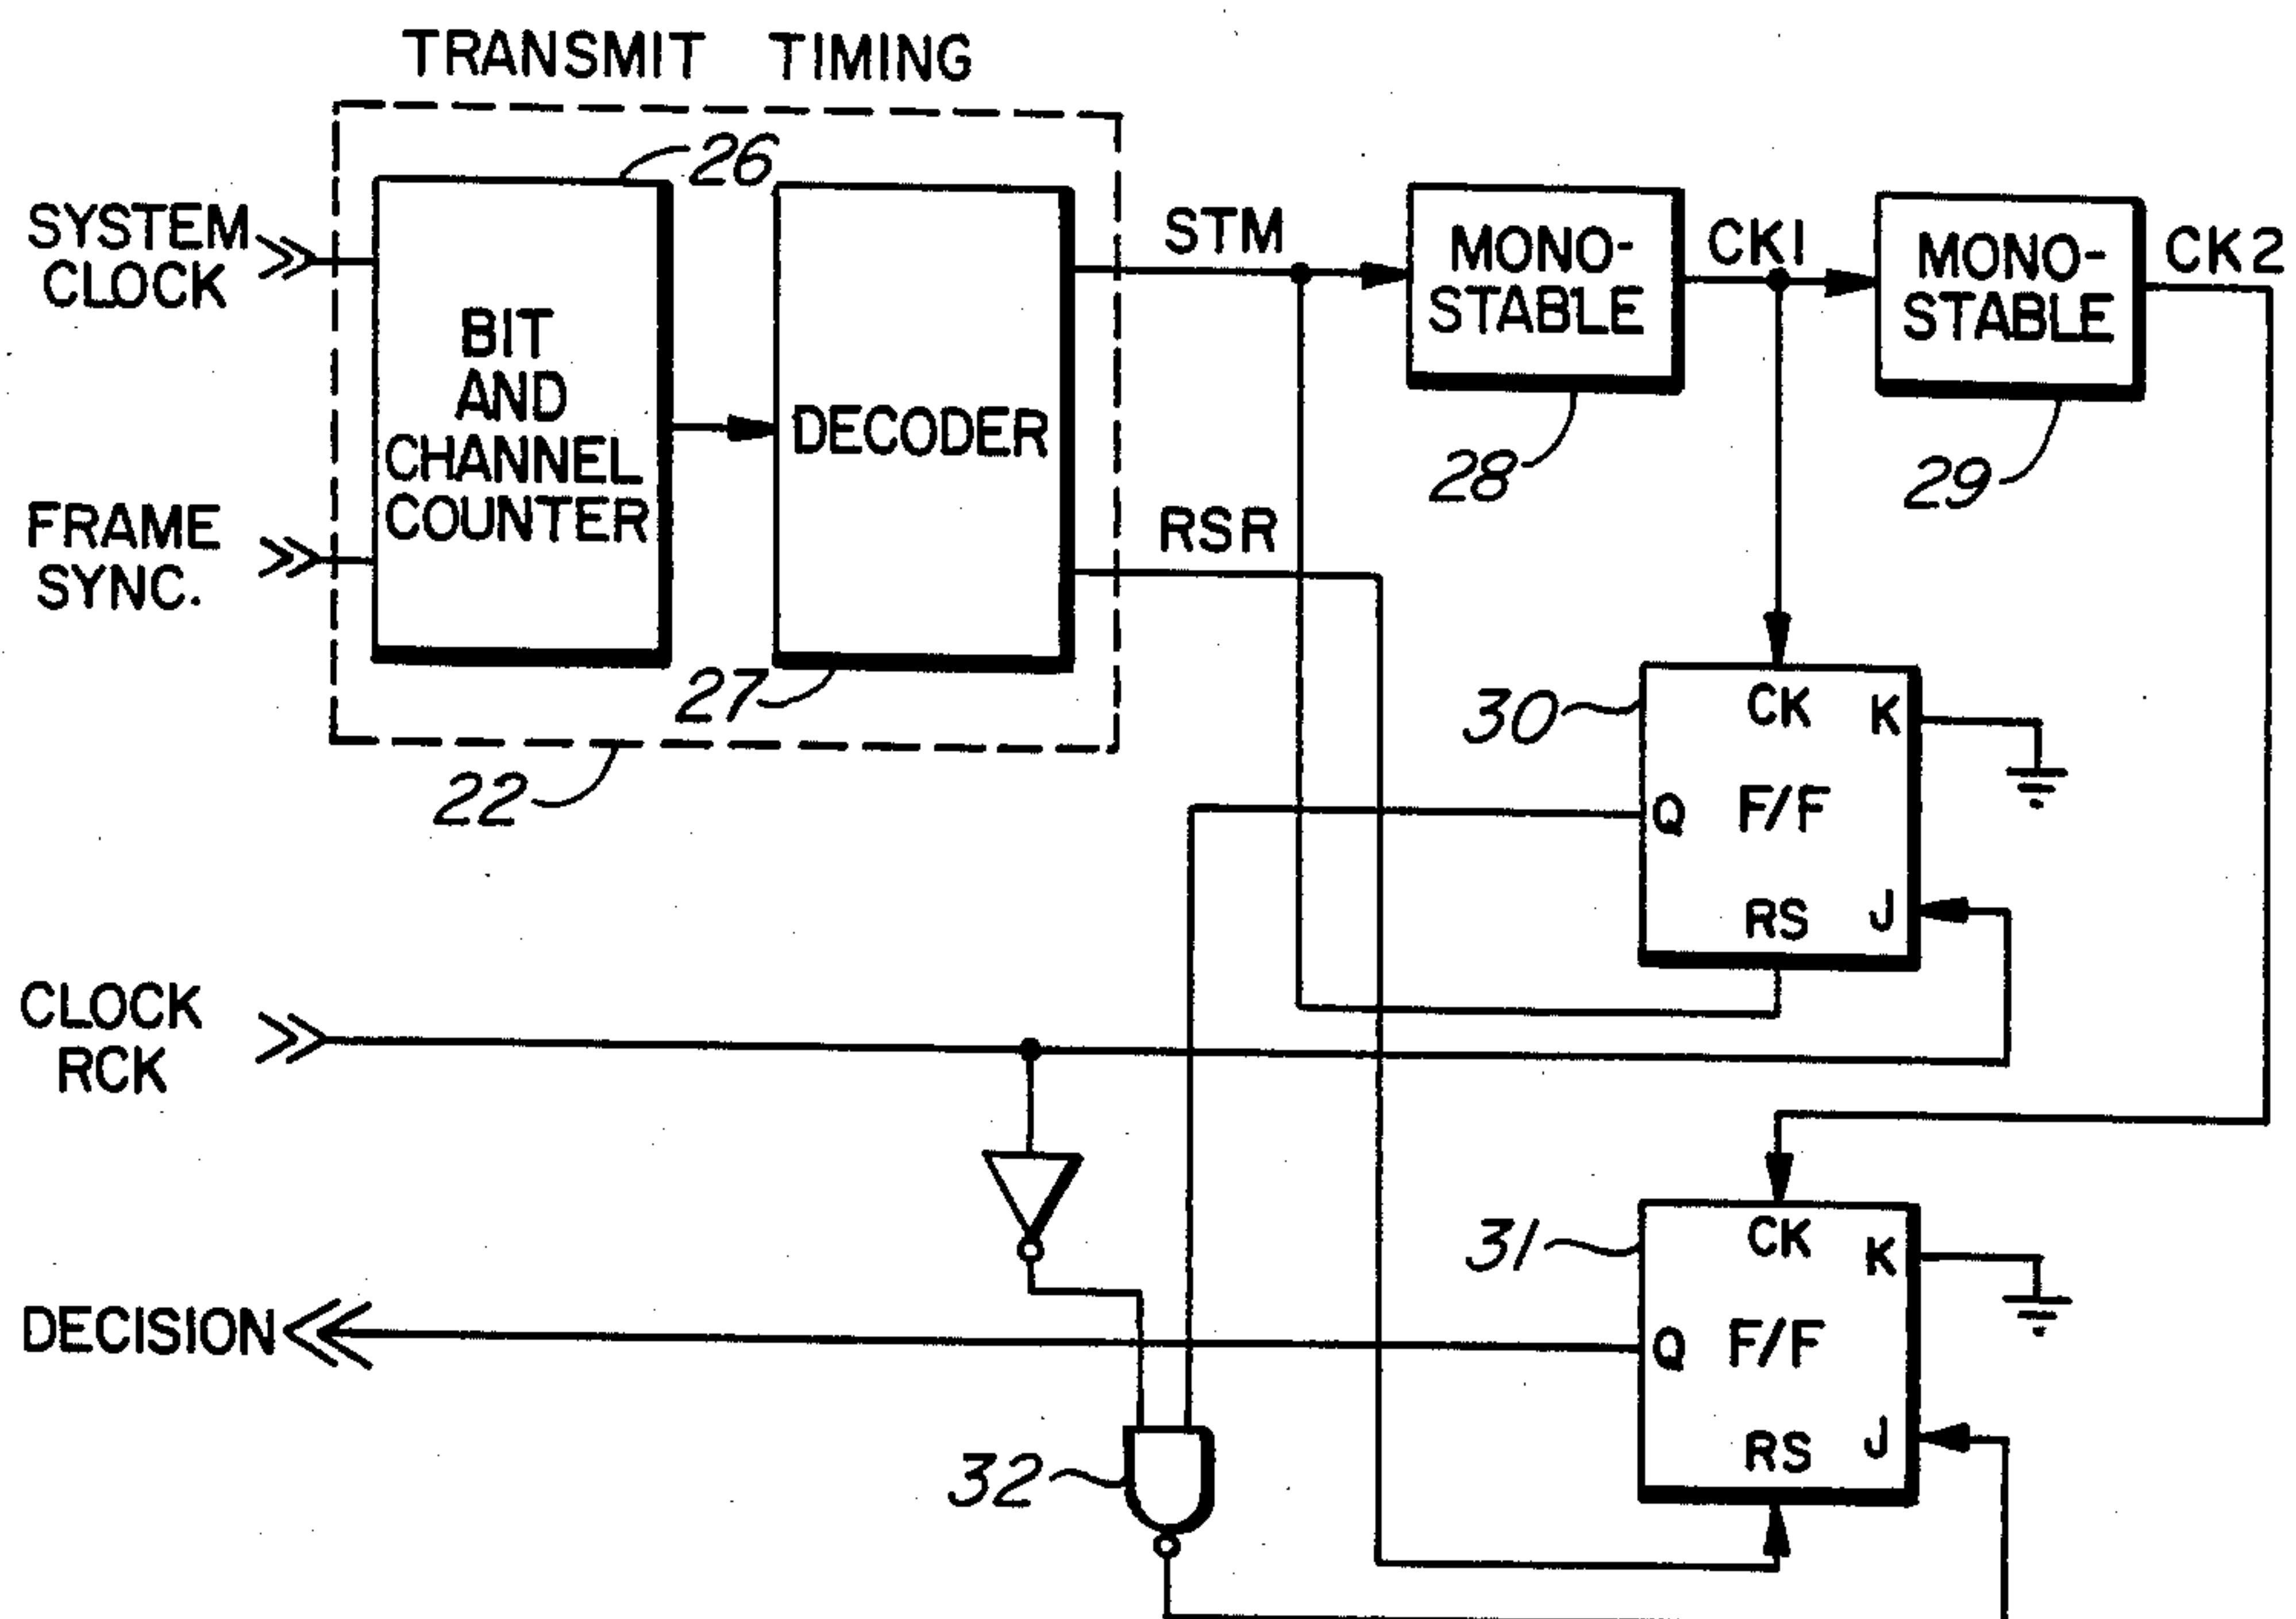 TRANSMIT TIMING
26
SYSTEM
CLOCK
BIT
AND
CHANNEL
COUNTER
DECODER
FRAME
SYNC.
27
22
STM
RSR
MONO-
STABLE
28
CK1
MONO-
STABLE
29
CK2
30
CK
K
Q
F/F
RS
J
CLOCK
RCK
31
CK
K
DECISION
Q
F/F
RS
J
32